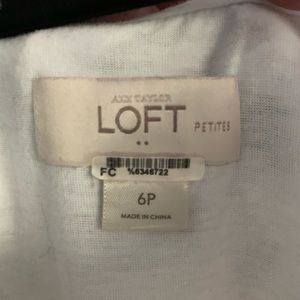 ANN TAYLOR
LOFT PETITES
FC %6346722
6P
MADE IN CHINA